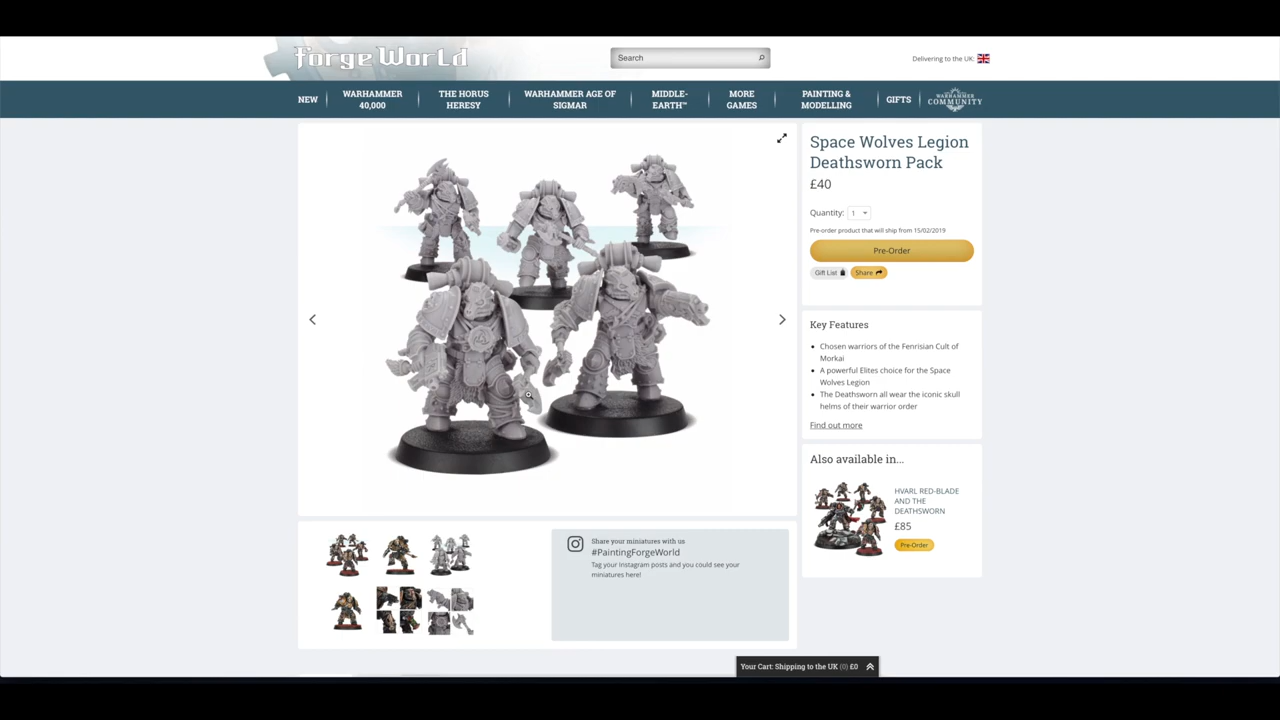 Forge World
Search
Delivering to the UK:
NEW
WARHAMMER
40,000
THE HORUS
HERESY
WARHAMMER AGE OF
SIGMAR
MIDDLE-
EARTH™
MORE
GAMES
PAINTING &
MODELLING
GIFTS
WARHAMMER
COMMUNITY
Space Wolves Legion
Deathsworn Pack
£40
Quantity: 1
Pre-order product that will ship from 15/02/2019
Pre-Order
Gift List
Share
Key Features
Chosen warriors of the Fenrisian Cult of
Morkai
A powerful Elites choice for the Space
Wolves Legion
The Deathsworn all wear the iconic skull
helms of their warrior order
Find out more
Also available in...
HVARL RED-BLADE
AND THE
DEATHSWORN
£85
Pre-Order
Share your miniatures with us
#PaintingForgeWorld
Tag your Instagram posts and you could see your
miniatures here!
Your Cart: Shipping to the UK (0) £0